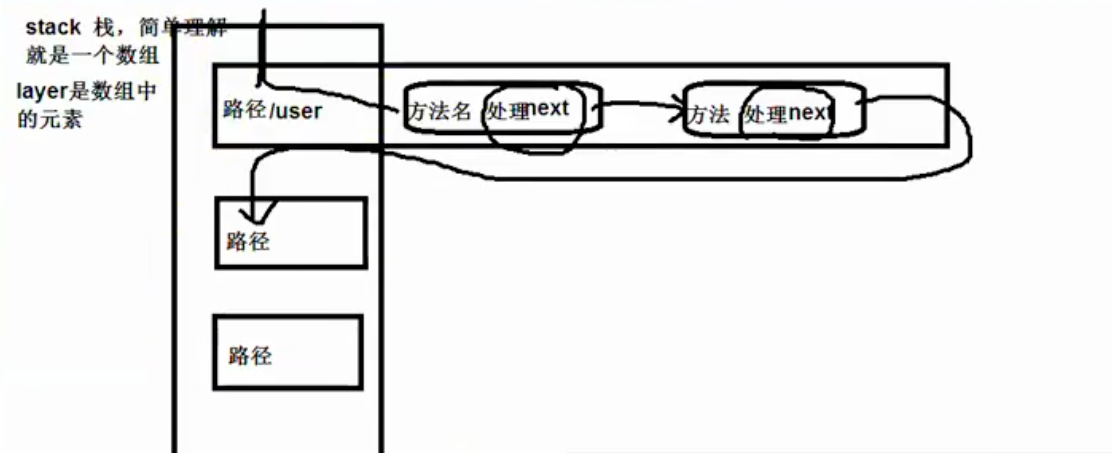 stack 栈，简单理解
就是一个数组
layer是数组中
的元素
路径/user
方法名 处理next
方法 处理next
路径
路径